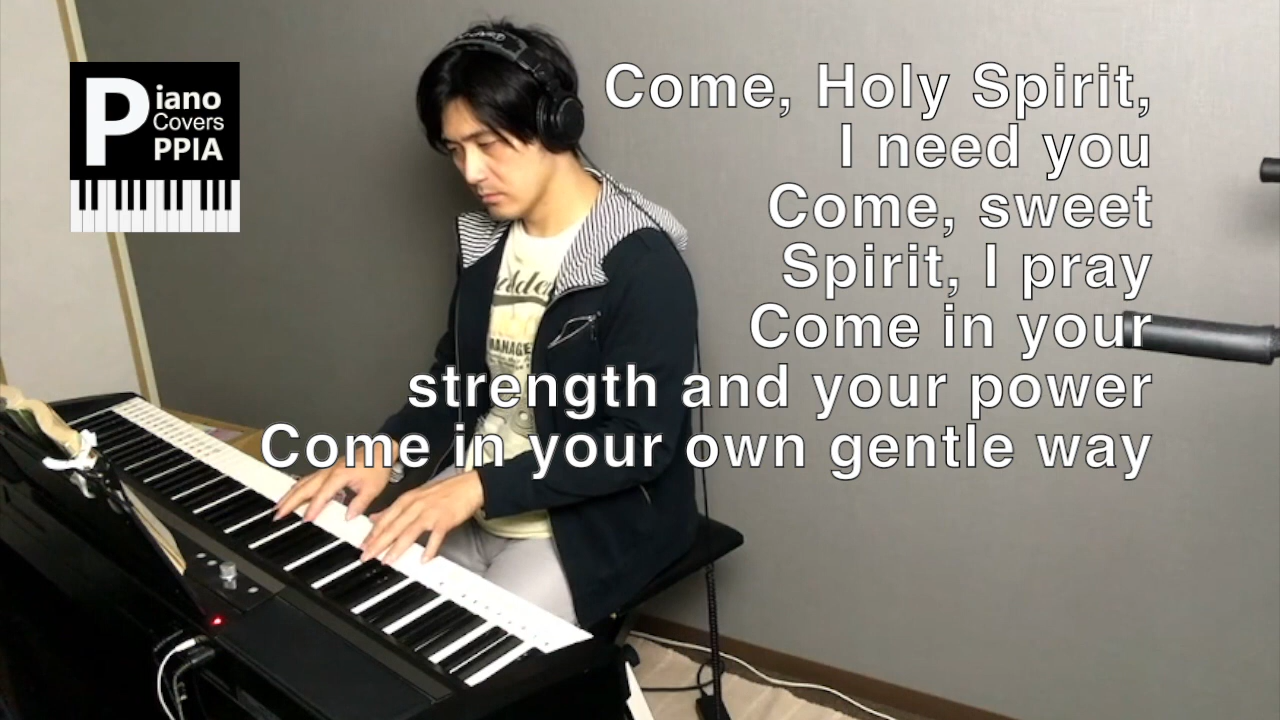 Piano
Covers
PPIA
Come, Holy Spirit,
I need you
Come, sweet
Spirit, I pray
Come in your
strength and your power
Come in your own gentle way
MANAGE